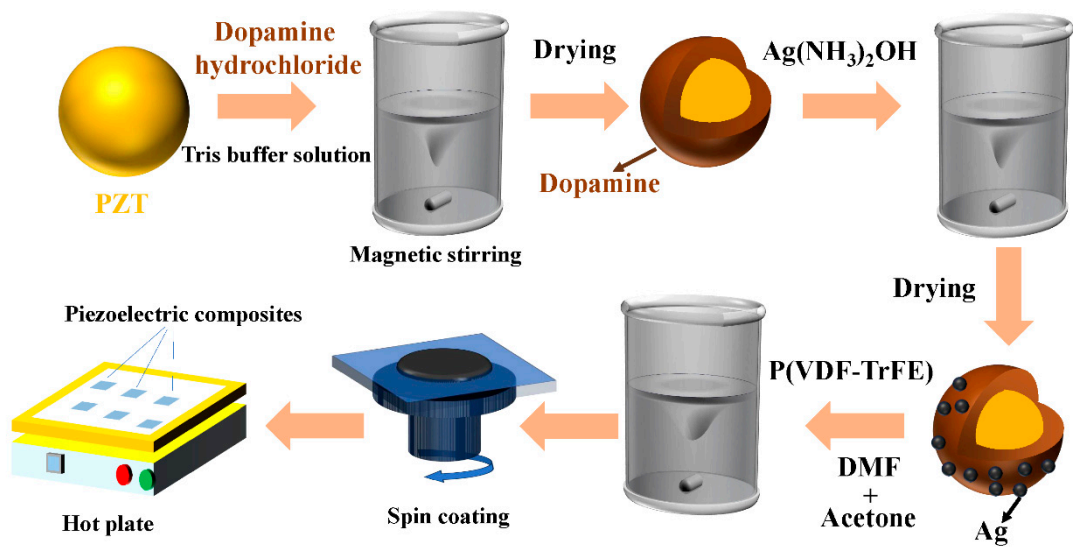 Dopamine
hydrochloride
Tris buffer solution
PZT
Magnetic stirring
Drying
Dopamine
Ag(NH₃)₂OH
Drying
P(VDF-TrFE)
DMF
+
Acetone
Ag
Spin coating
Piezoelectric composites
Hot plate